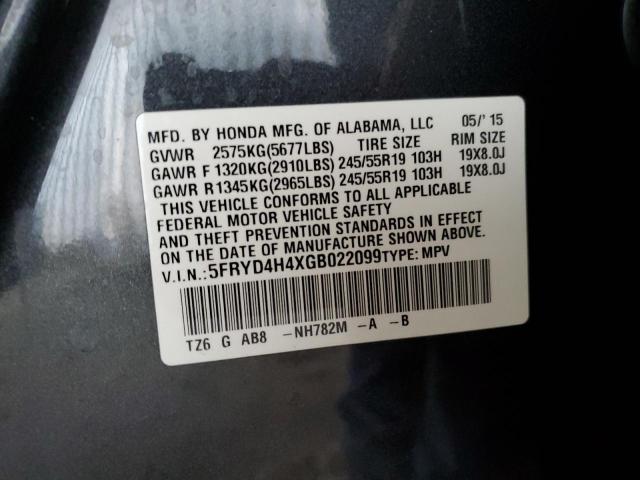 MFD. BY HONDA MFG. OF ALABAMA, LLC 05/'15
GVWR 2575KG(5677LBS) TIRE SIZE RIM SIZE
GAWR F 1320KG(2910LBS) 245/55R19 103H 19X8.0J
GAWR R 1345KG(2965LBS) 245/55R19 103H 19X8.0J
THIS VEHICLE CONFORMS TO ALL APPLICABLE
FEDERAL MOTOR VEHICLE SAFETY
AND THEFT PREVENTION STANDARDS IN EFFECT
ON THE DATE OF MANUFACTURE SHOWN ABOVE.
V.I.N.:5FRYD4H4XGB022099TYPE: MPV
TZ6 G AB8 -NH782M -A -B